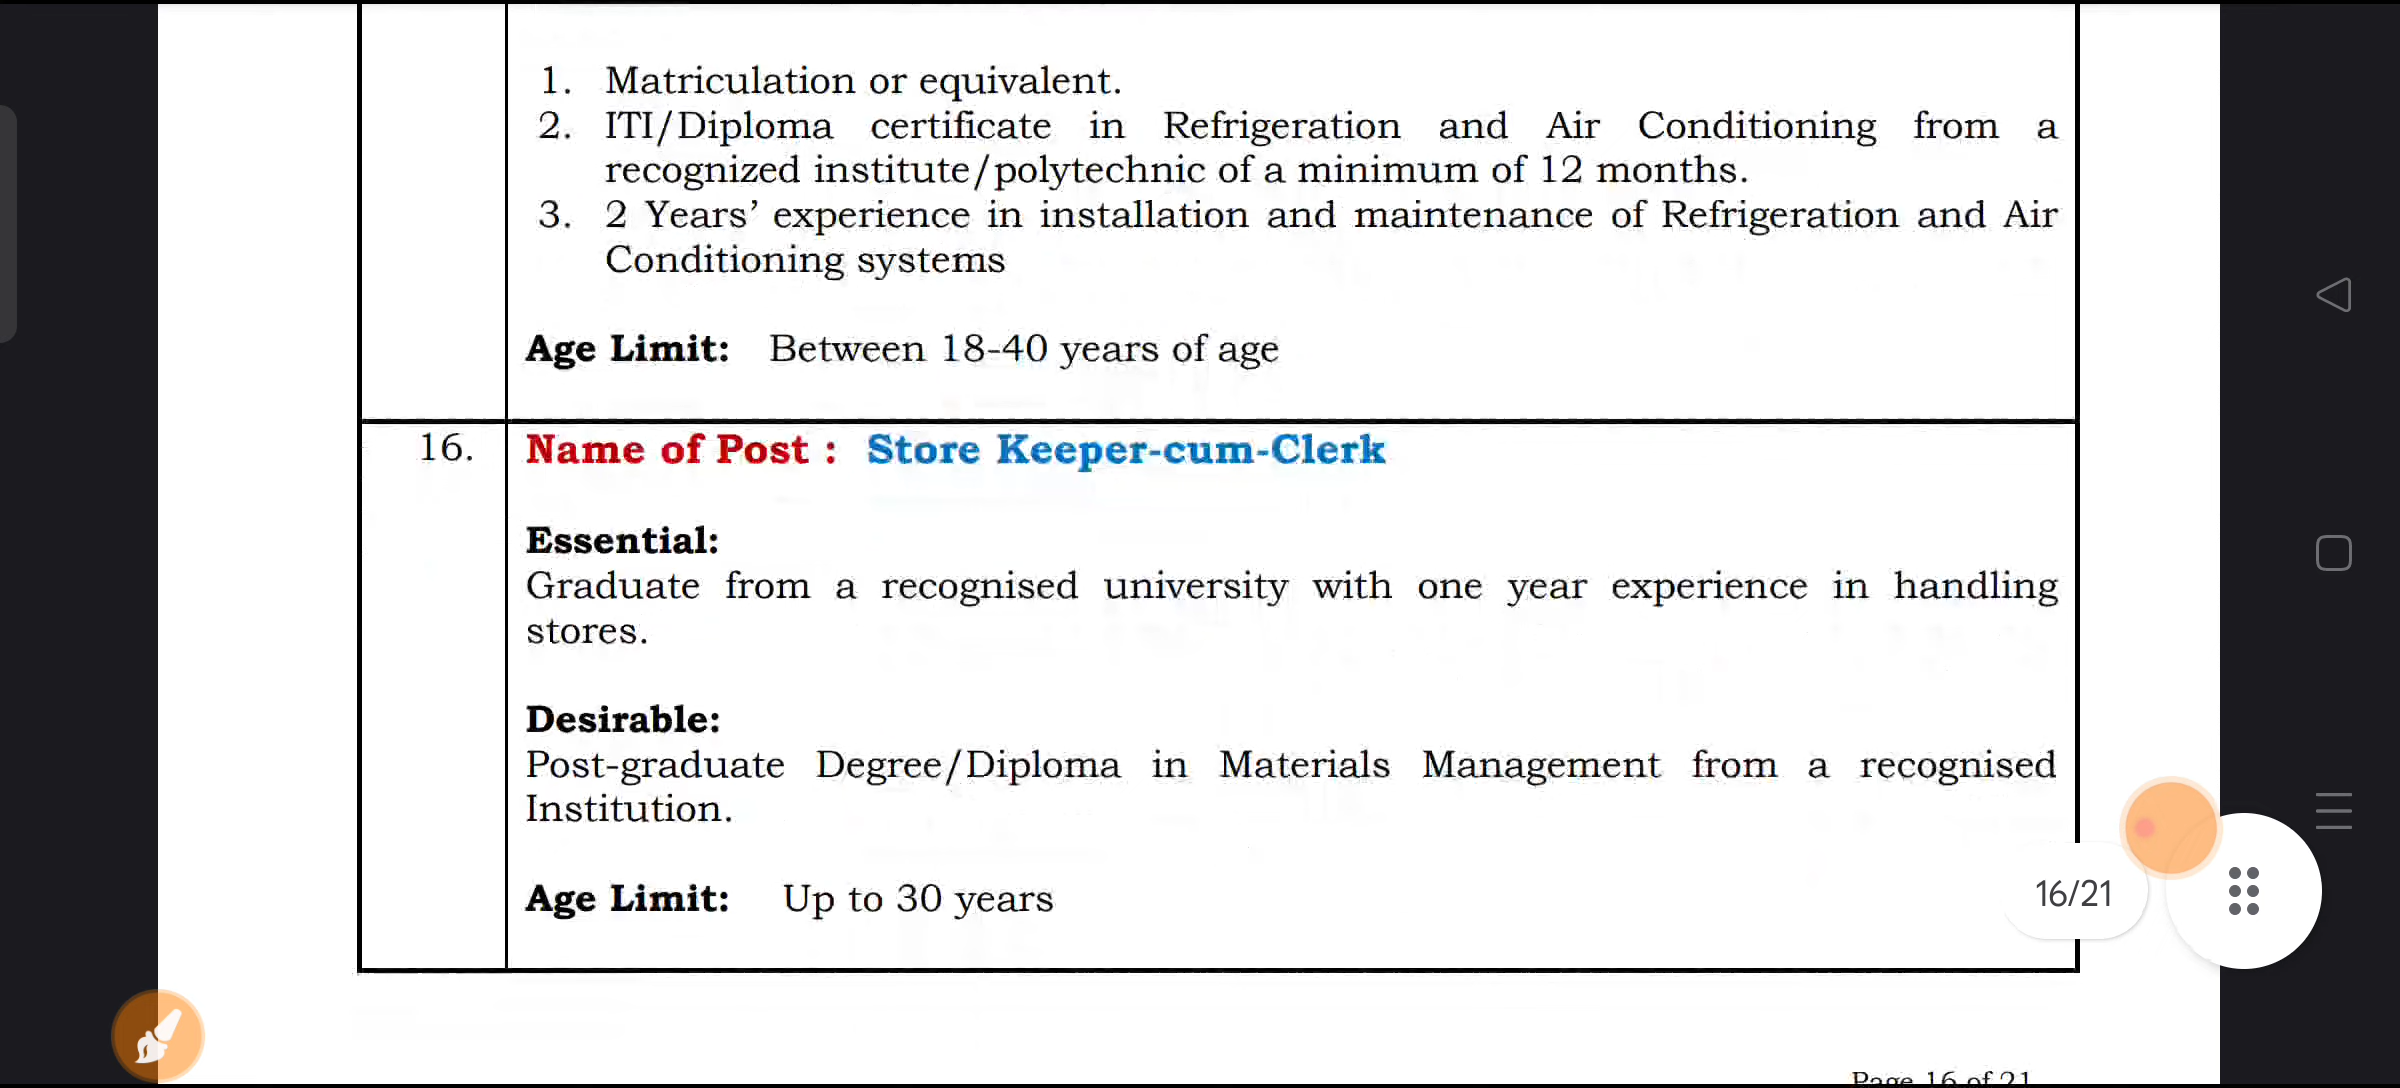 1. Matriculation or equivalent.
2. ITI/Diploma certificate in Refrigeration and Air Conditioning from a
recognized institute/polytechnic of a minimum of 12 months.
3. 2 Years’ experience in installation and maintenance of Refrigeration and Air
Conditioning systems
Age Limit: Between 18-40 years of age
16. Name of Post : Store Keeper-cum-Clerk
Essential:
Graduate from a recognised university with one year experience in handling
stores.
Desirable:
Post-graduate Degree/Diploma in Materials Management from a recognised
Institution.
Age Limit: Up to 30 years
16/21
Page 16 of 21